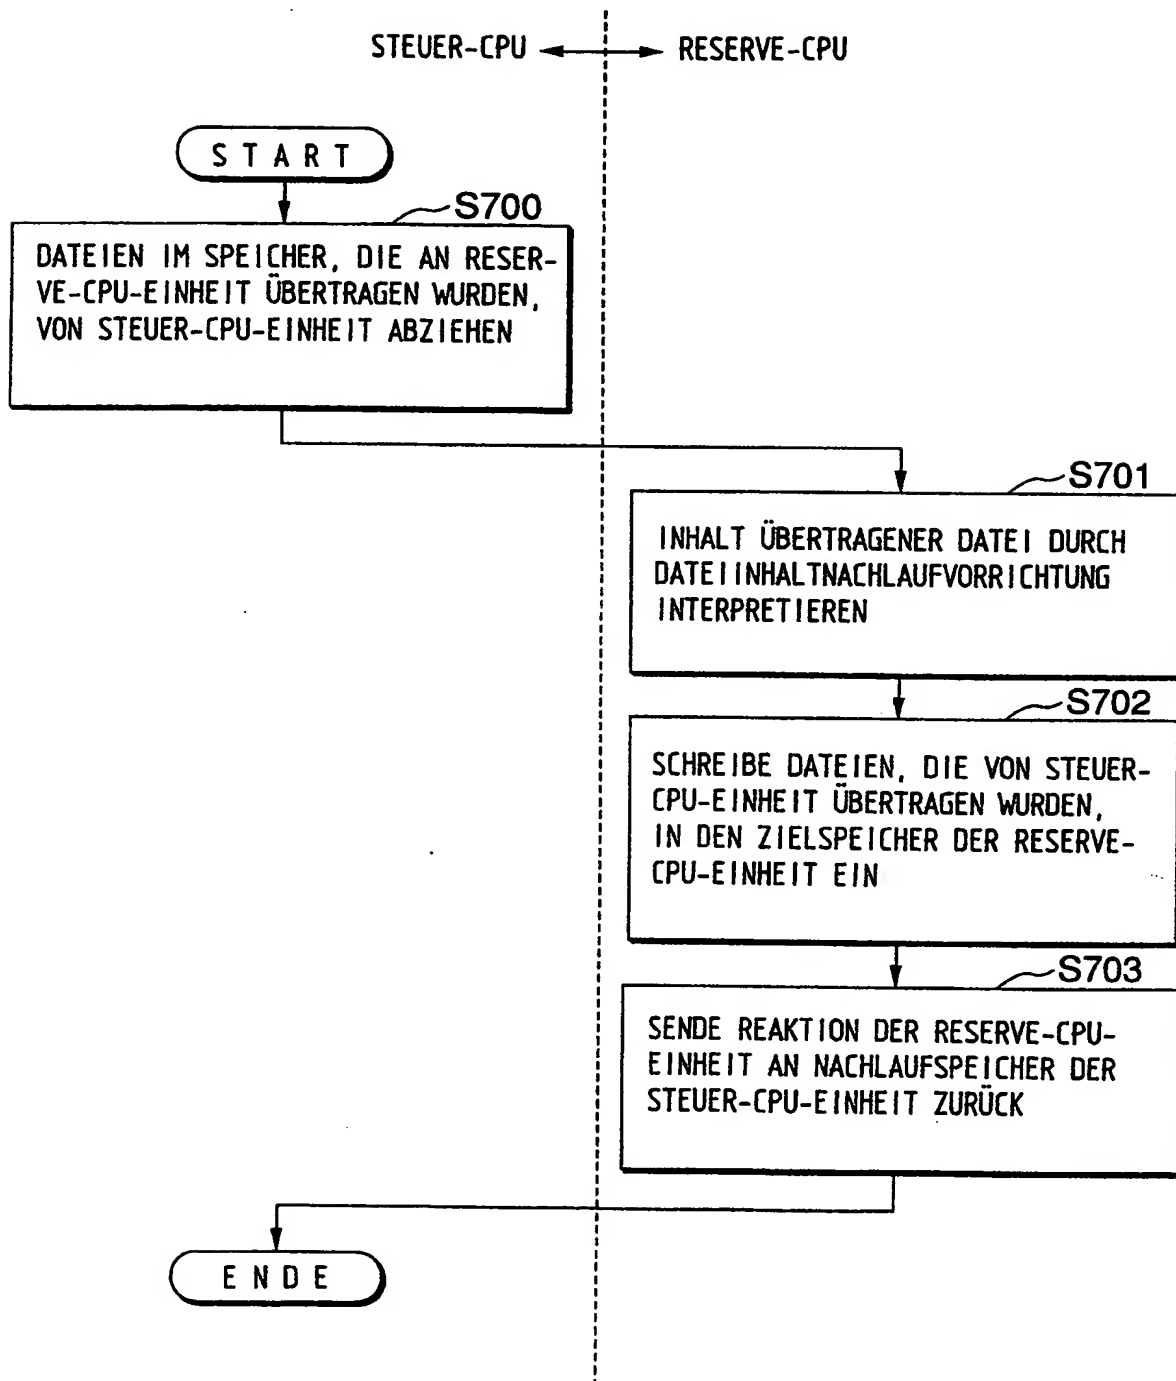 STEUER-CPU
RESERVE-CPU
START
S700
DATEIEN IM SPEICHER, DIE AN RESER-
VE-CPU-EINHEIT ÜBERTRAGEN WURDEN,
VON STEUER-CPU-EINHEIT ABZIEHEN
S701
INHALT ÜBERTRAGENER DATEI DURCH
DATEIINHALTNACHLAUFVORRICHTUNG
INTERPRETIEREN
S702
SCHREIBE DATEIEN, DIE VON STEUER-
CPU-EINHEIT ÜBERTRAGEN WURDEN,
IN DEN ZIELSPEICHER DER RESERVE-
CPU-EINHEIT EIN
S703
SENDE REAKTION DER RESERVE-CPU-
EINHEIT AN NACHLAUFSPEICHER DER
STEUER-CPU-EINHEIT ZURÜCK
ENDE